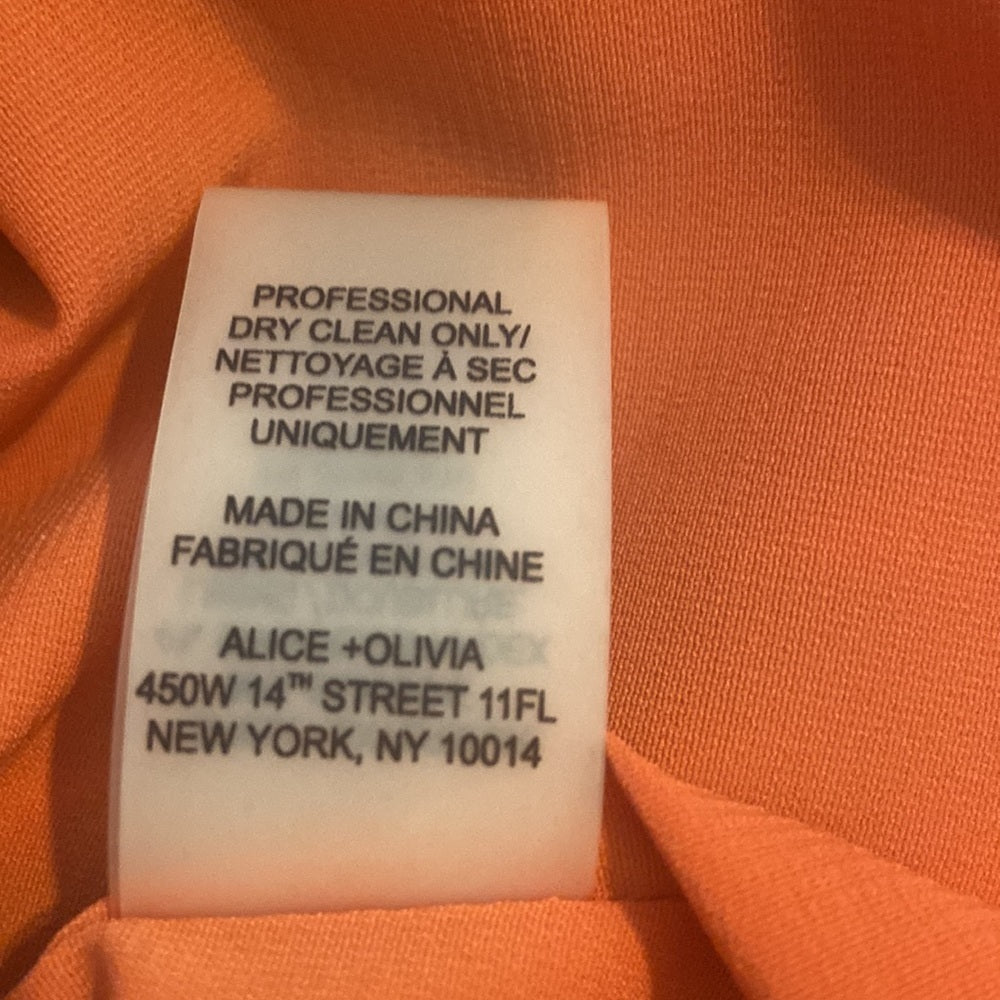 PROFESSIONAL
DRY CLEAN ONLY/
NETTOYAGE À SEC
PROFESSIONNEL
UNIQUEMENT
MADE IN CHINA
FABRIQUÉ EN CHINE
ALICE +OLIVIA
450W 14™ STREET 11FL
NEW YORK, NY 10014